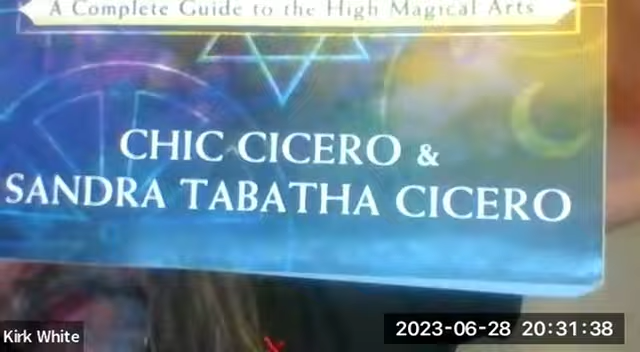 A Complete Guide to the High Magical Arts
CHIC CICERO &
SANDRA TABATHA CICERO
Kirk White
2023-06-28 20:31:38